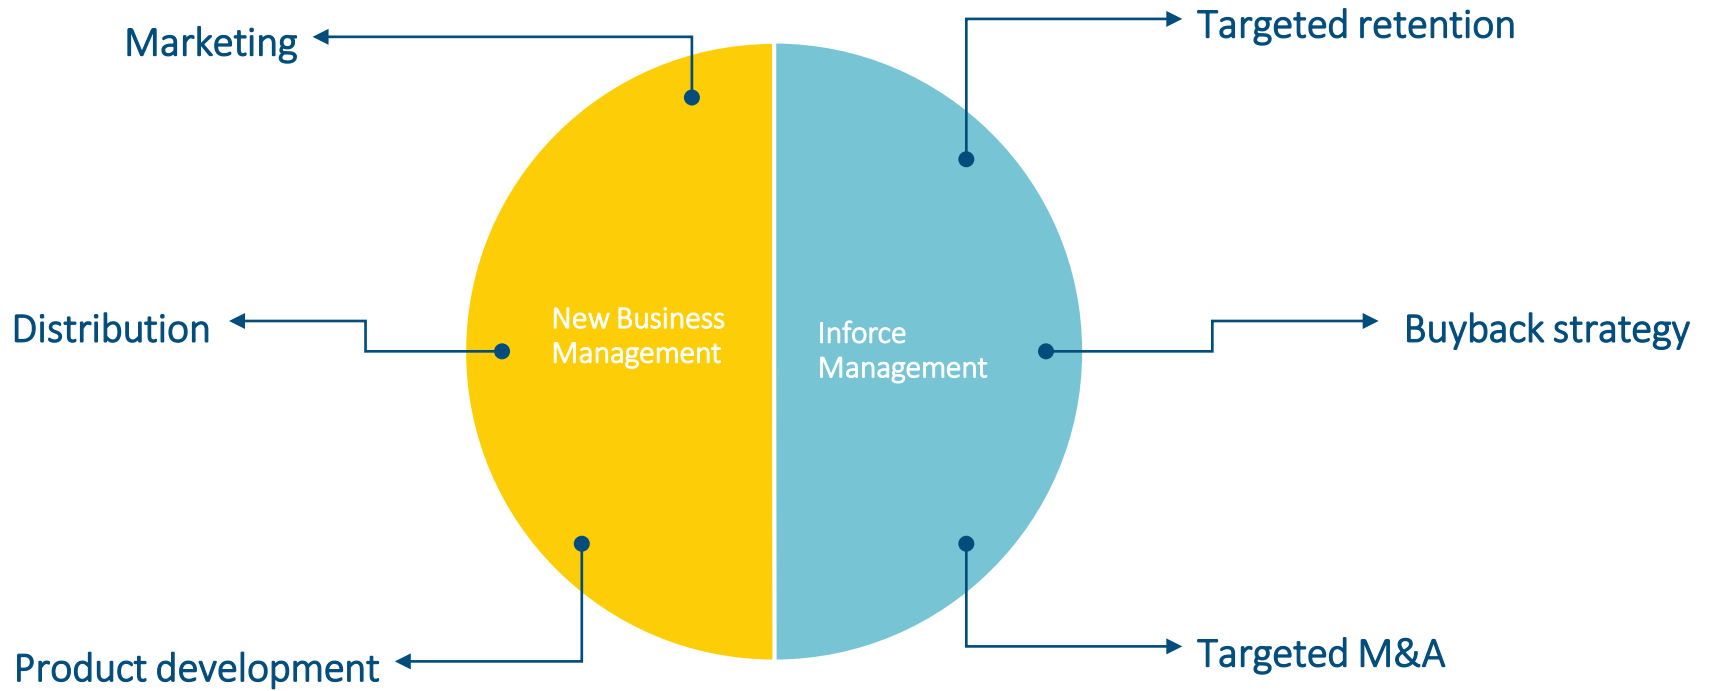 Marketing
Targeted retention
New Business
Management
Inforce
Management
Distribution
Buyback strategy
Product development
Targeted M&A